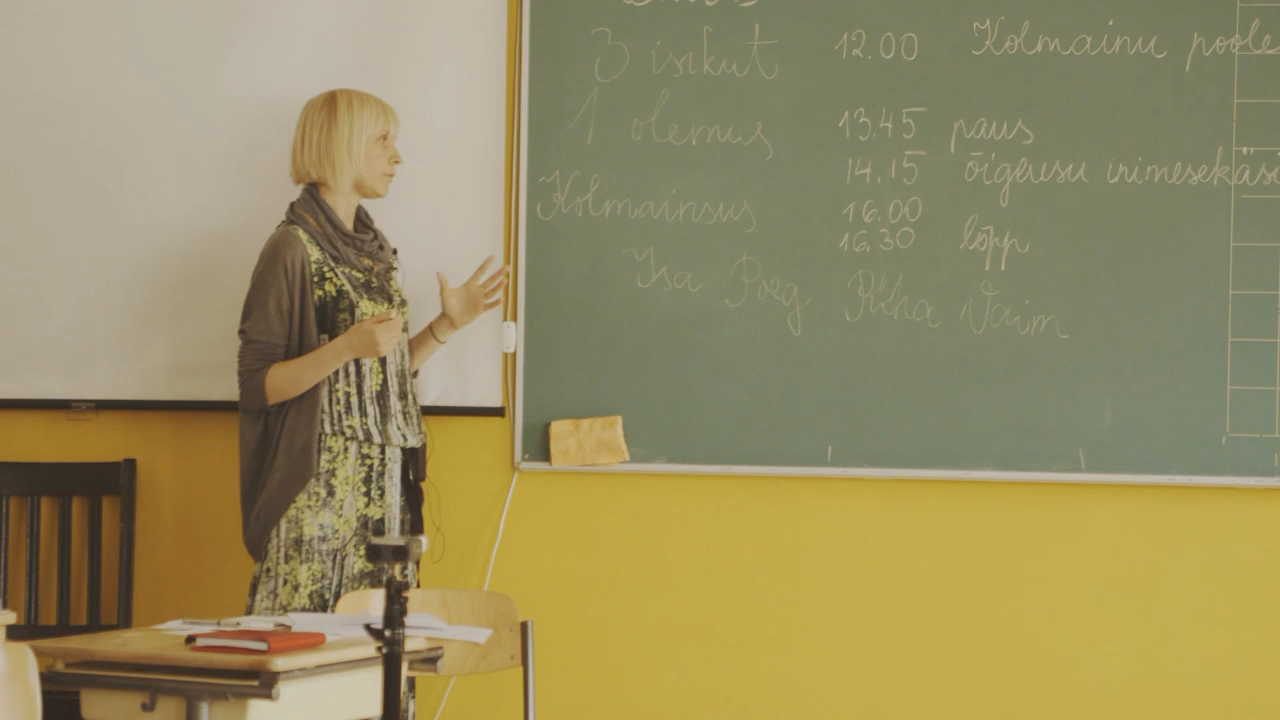 3 isikut 12.00 Kolmainu poole
1 olemus 13.45 paus
14.15 õigeusu inimesekäsi
Kolmainsus 16.00
16.30 lõpp
Isa Poeg Püha Vaim